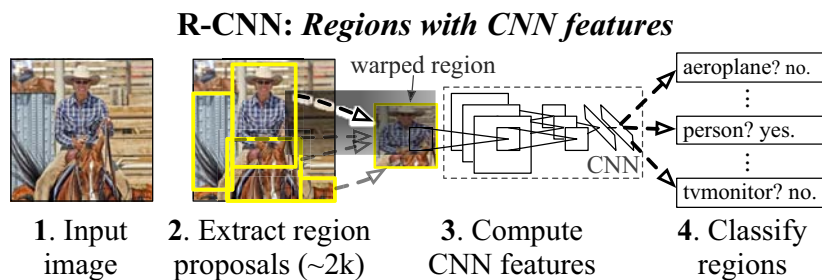 R-CNN: Regions with CNN features
warped region
aeroplane? no.
⋮
person? yes.
⋮
tvmonitor? no.
CNN
1. Input
image
2. Extract region
proposals (~2k)
3. Compute
CNN features
4. Classify
regions